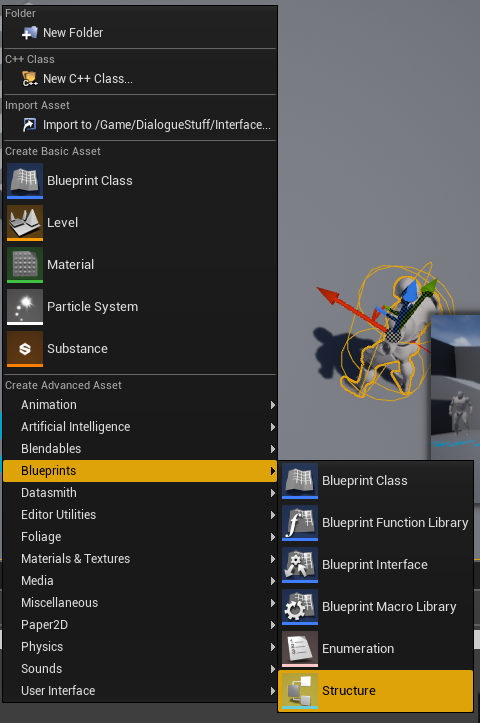 Folder
New Folder
C++ Class
C++
New C++ Class...
Import Asset
Import to /Game/DialogueStuff/Interface...
Create Basic Asset
Blueprint Class
Level
Material
Particle System
Substance
Create Advanced Asset
Animation
Artificial Intelligence
Blendables
Blueprints
Datasmith
Editor Utilities
Foliage
Materials & Textures
Media
Miscellaneous
Paper2D
Physics
Sounds
User Interface
Blueprint Class
Blueprint Function Library
Blueprint Interface
Blueprint Macro Library
Enumeration
Structure